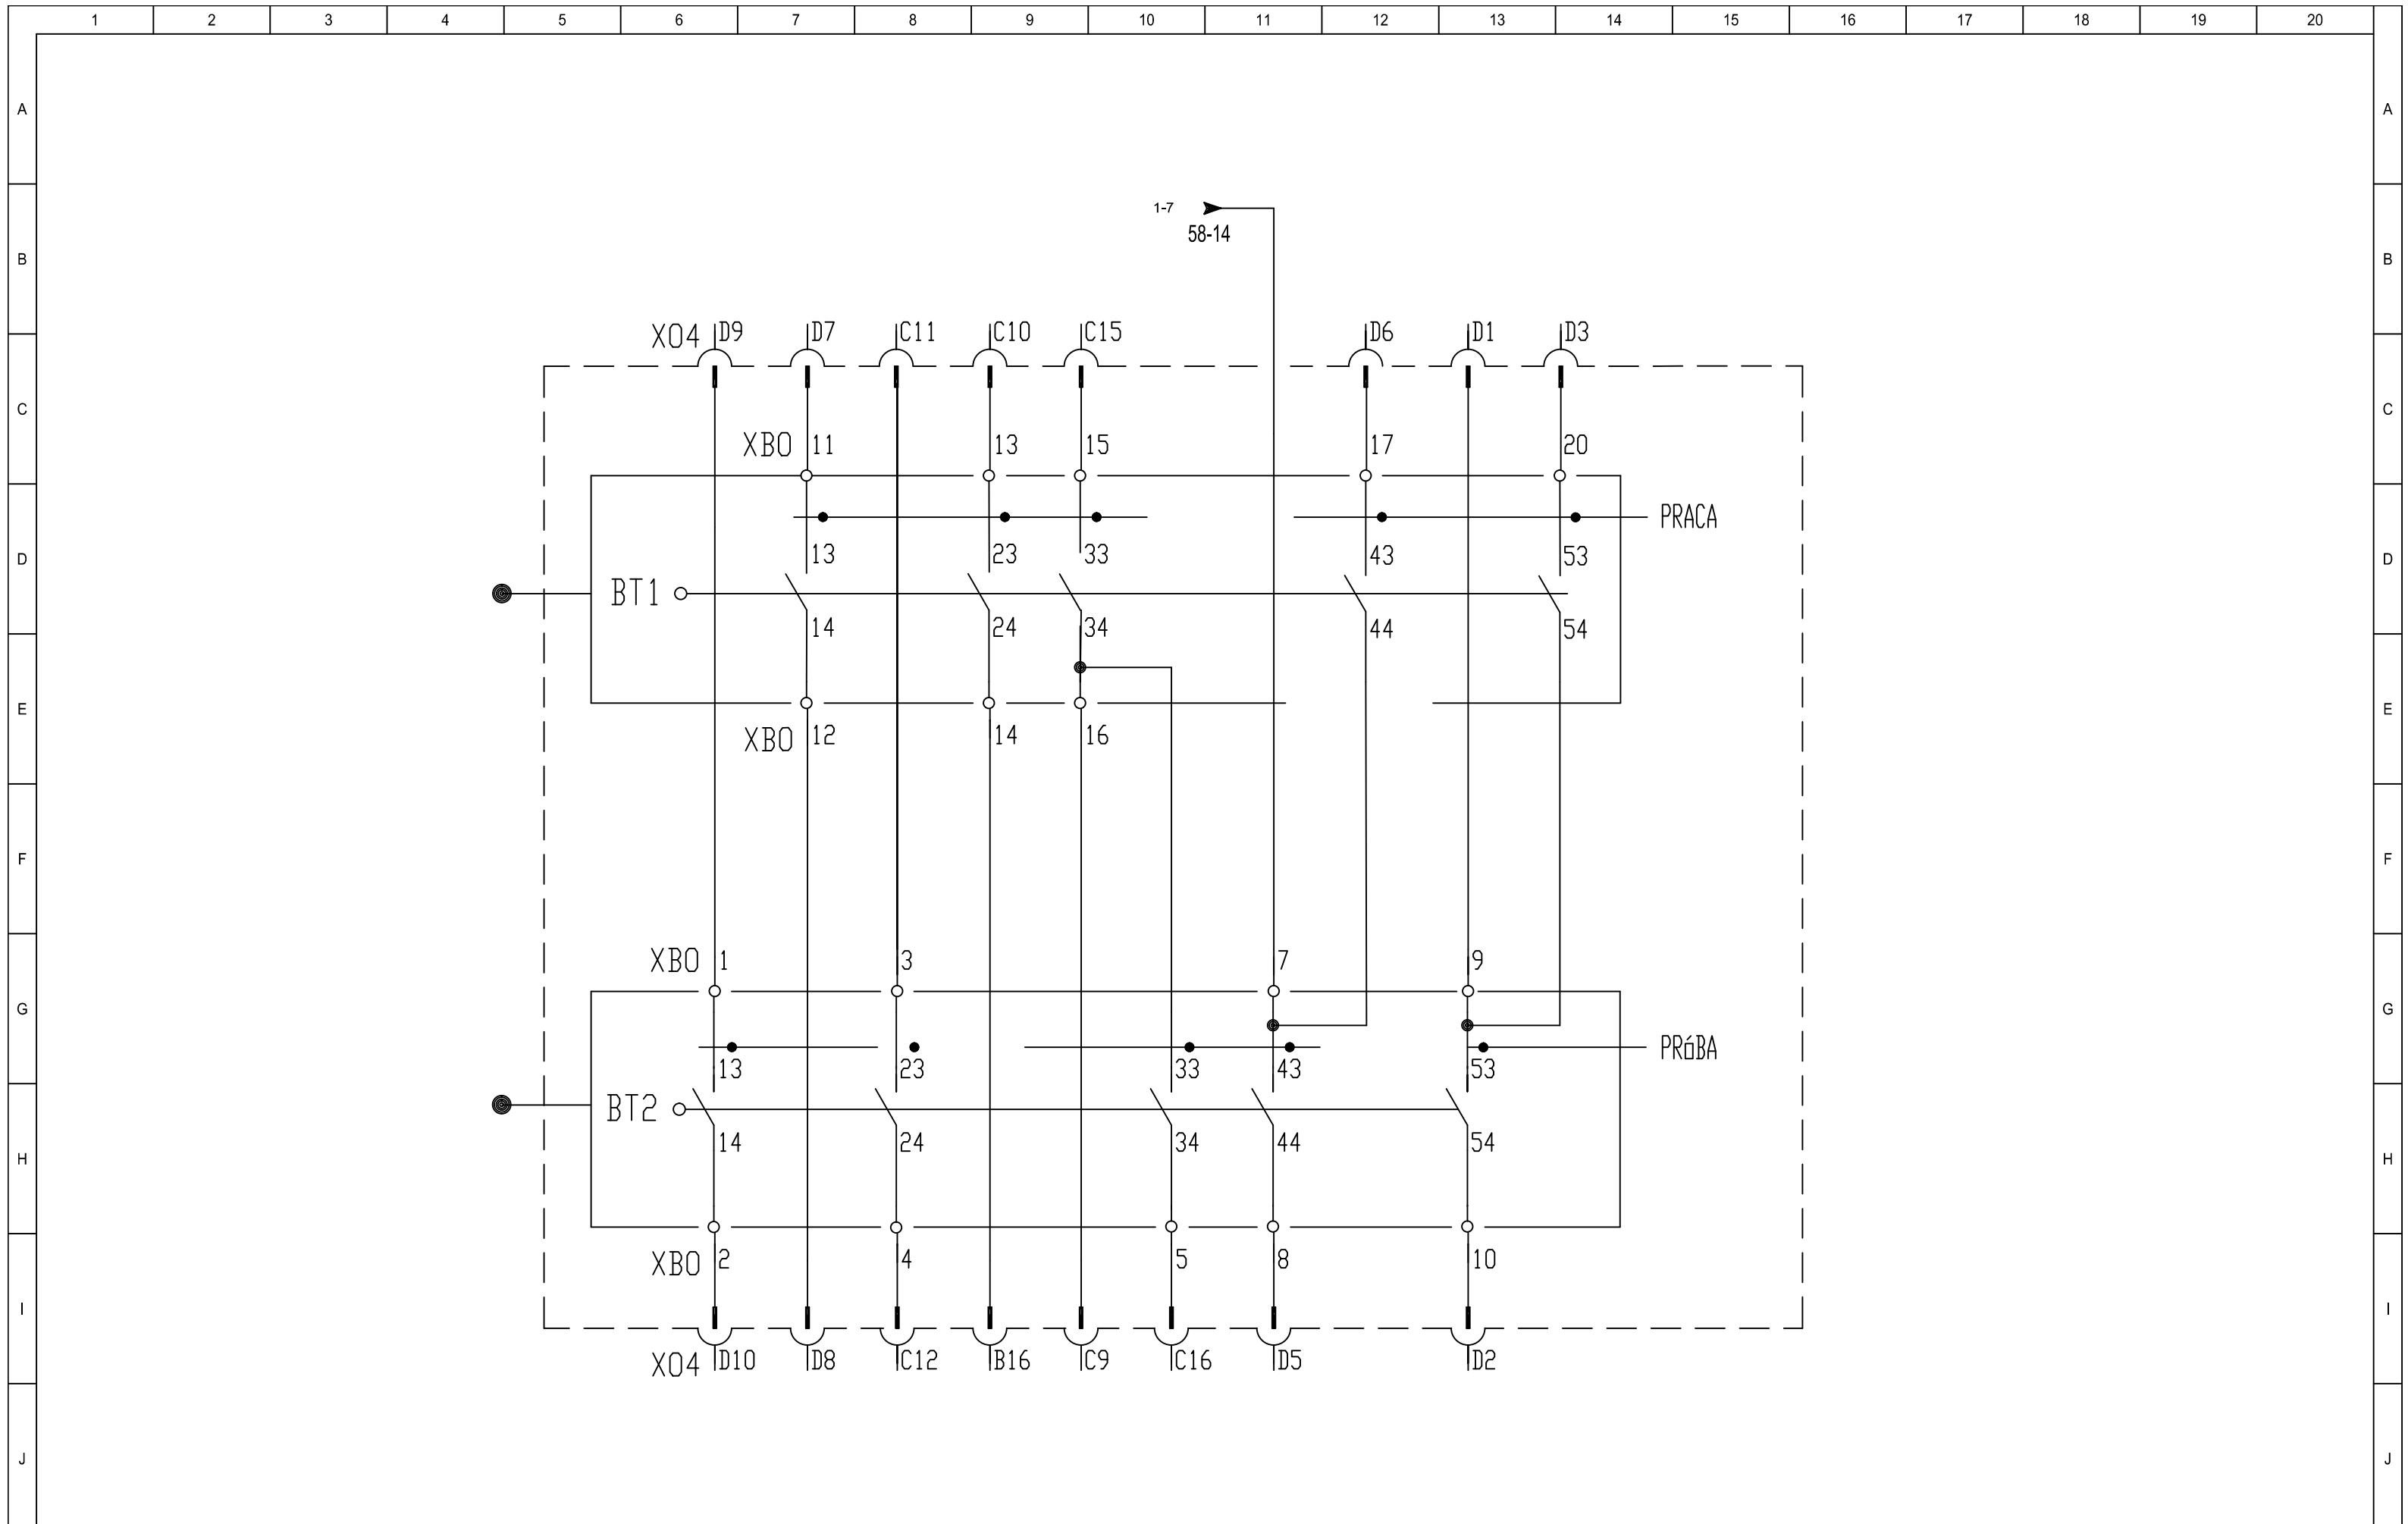 1 2 3 4 5 6 7 8 9 10 11 12 13 14 15 16 17 18 19 20
A A
1-7
58-14
B B
XO4 D9 D7 C11 C10 C15 D6 D1 D3
C C
XBO 11 13 15 17 20
PRACA
13 23 33 43 53
D D
BT1
14 24 34 44 54
E E
XBO 12 14 16
F F
XBO 1 3 7 9
G G
PRóBA
13 23 33 43 53
BT2
14 24 34 44 54
H H
XBO 2 4 5 8 10
I I
XO4 D10 D8 C12 B16 C9 C16 D5 D2
J J